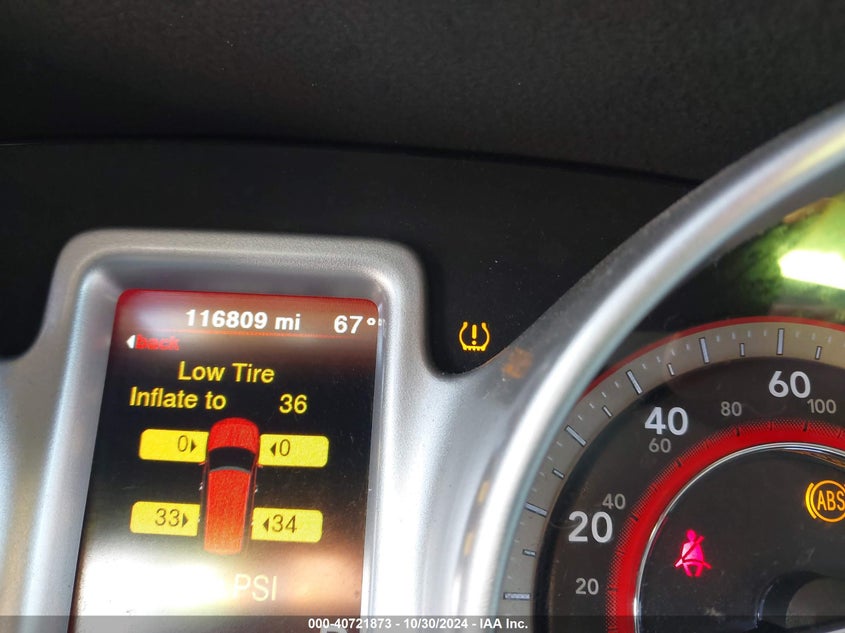 116809 mi 67°
back
Low Tire
Inflate to 36
0 0
33 34
PSI
20 40 60
20 40 60 80 100
ABS
000-40721873 - 10/30/2024 - IAA Inc.